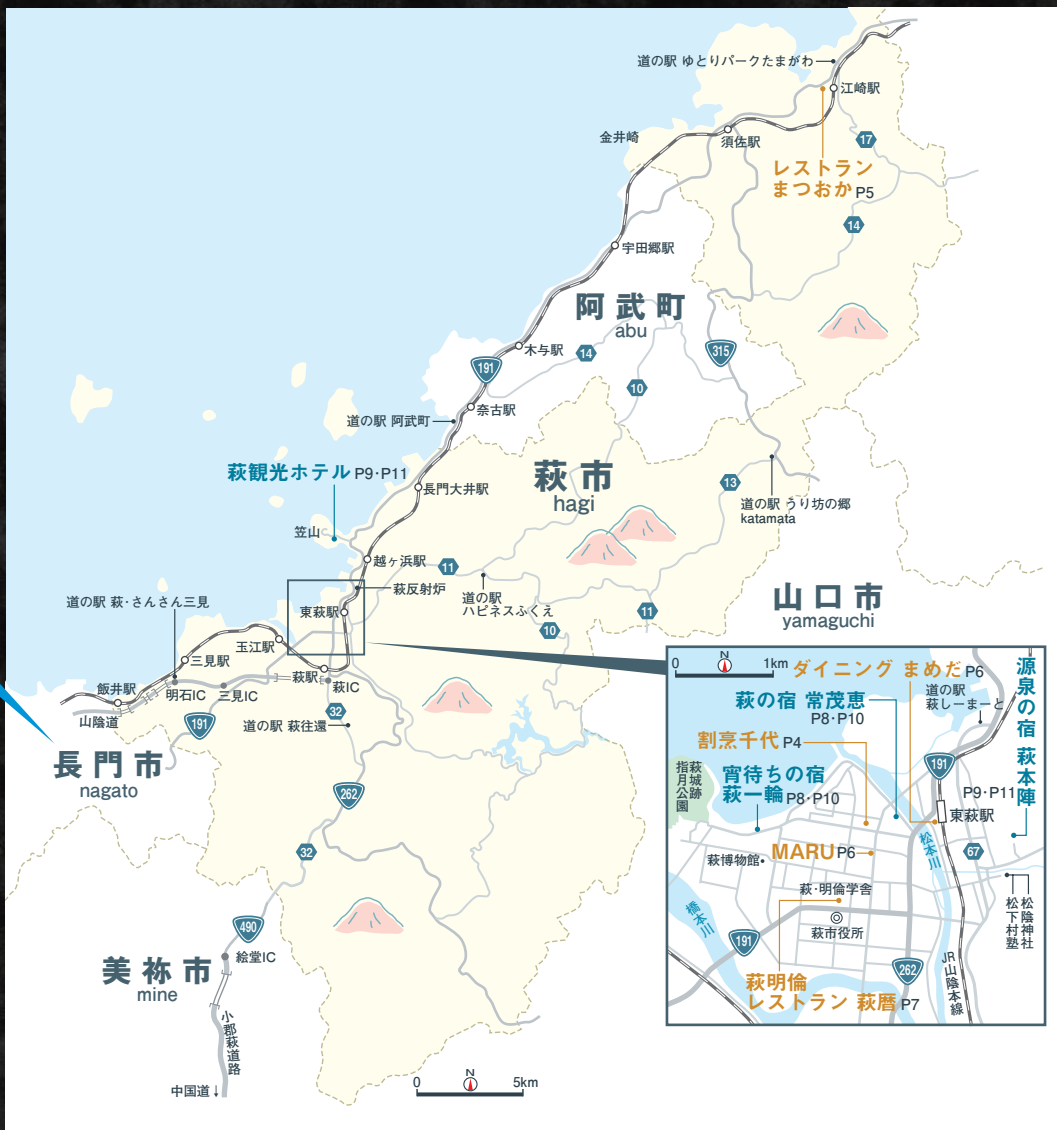 道の駅 ゆとりパークたまがわ
江崎駅
金井崎
須佐駅
17
レストラン
まつおか P5
14
宇田郷駅
阿武町
abu
木与駅
14
315
191
10
奈古駅
道の駅 阿武町
萩観光ホテル P9・P11
萩市
hagi
長門大井駅
13
道の駅 うり坊の郷
katamata
笠山
越ヶ浜駅
11
萩反射炉
道の駅
ハピネスふくえ
道の駅 萩・さんさん三見
東萩駅
11
10
山口市
yamaguchi
玉江駅
三見駅
飯井駅
明石IC
三見IC
萩駅
萩IC
山陰道
191
32
道の駅 萩往還
長門市
nagato
262
32
490
絵堂IC
美祢市
mine
小郡萩道路
中国道↓
0
N
5km
0
N
1km
ダイニング まめだ P6
萩の宿 常茂恵
P8・P10
道の駅
萩しーまーと
源泉の宿 萩本陣
P9・P11
割烹千代 P4
萩城跡
指月公園
宵待ちの宿
萩一輪 P8・P10
191
東萩駅
松本川
67
萩博物館
MARU P6
萩・明倫学舎
萩市役所
橋本川
191
松陰神社
松下村塾
262
JR山陰本線
萩明倫
レストラン 萩暦 P7